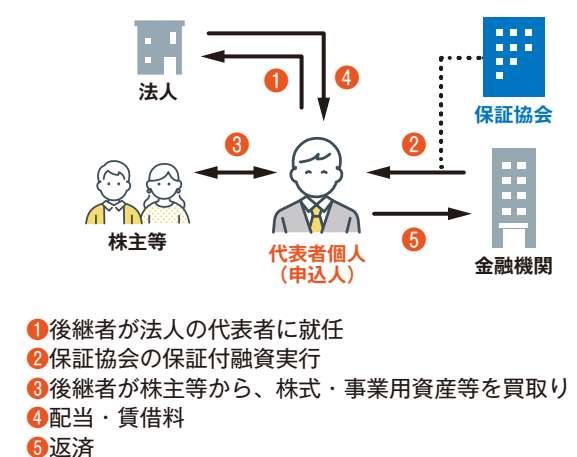 法人
❶
❹
保証協会
❸
❷
株主等
代表者個人
(申込人)
❺
金融機関
❶後継者が法人の代表者に就任
❷保証協会の保証付融資実行
❸後継者が株主等から、株式・事業用資産等を買取り
❹配当・賃借料
❺返済